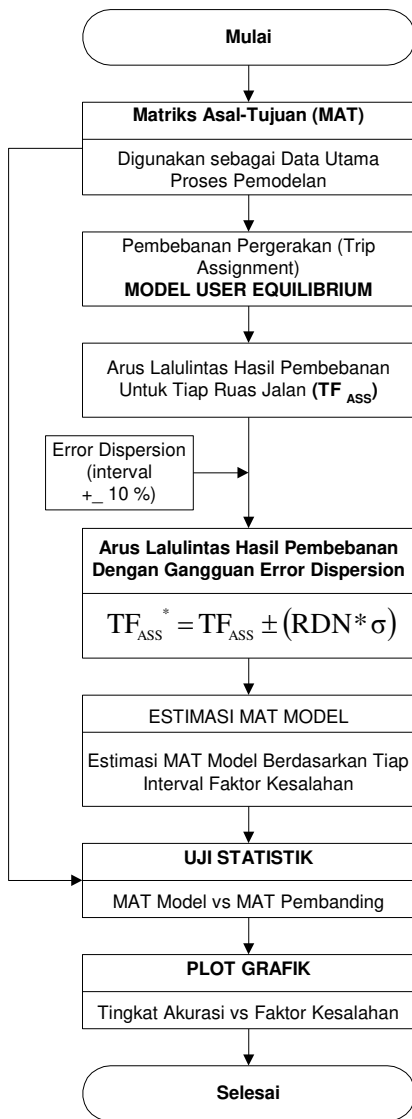 Mulai
Matriks Asal-Tujuan (MAT)
Digunakan sebagai Data Utama
Proses Pemodelan
Pembebanan Pergerakan (Trip
Assignment)
MODEL USER EQUILIBRIUM
Arus Lalulintas Hasil Pembebanan
Untuk Tiap Ruas Jalan (TF ASS)
Error Dispersion
(interval
+_ 10 %)
Arus Lalulintas Hasil Pembebanan
Dengan Gangguan Error Dispersion
TF_ASS* = TF_ASS ± (RDN* σ)
ESTIMASI MAT MODEL
Estimasi MAT Model Berdasarkan Tiap
Interval Faktor Kesalahan
UJI STATISTIK
MAT Model vs MAT Pembanding
PLOT GRAFIK
Tingkat Akurasi vs Faktor Kesalahan
Selesai